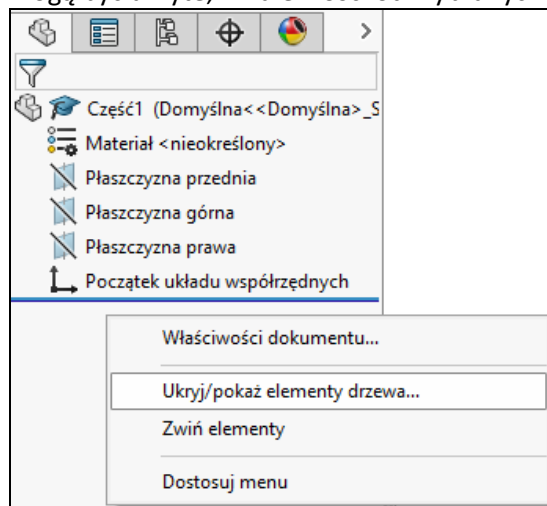 Część1 (Domyślna<<Domyślna>_S
Materiał <nieokreślony>
Płaszczyzna przednia
Płaszczyzna górna
Płaszczyzna prawa
Początek układu współrzędnych
Właściwości dokumentu...
Ukryj/pokaż elementy drzewa...
Zwiń elementy
Dostosuj menu